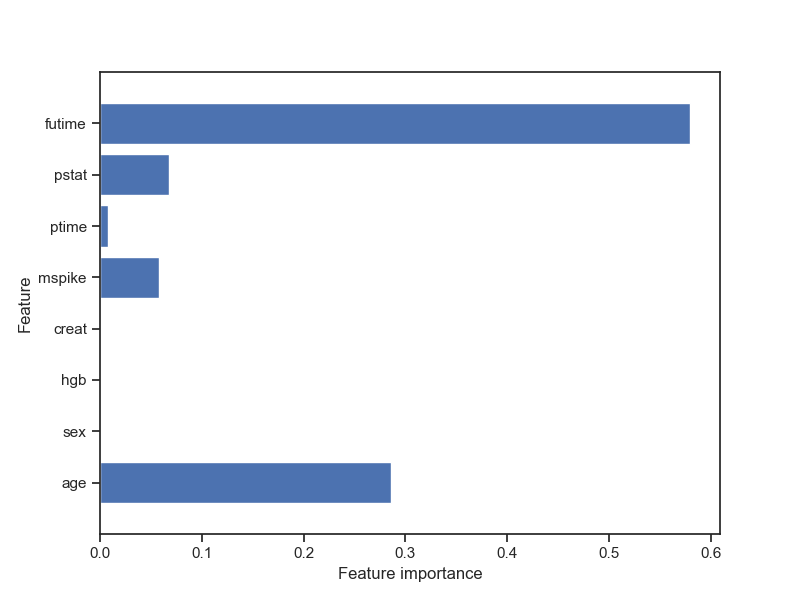 futime
pstat
ptime
mspike
creat
hgb
sex
age
Feature
0.0 0.1 0.2 0.3 0.4 0.5 0.6
Feature importance